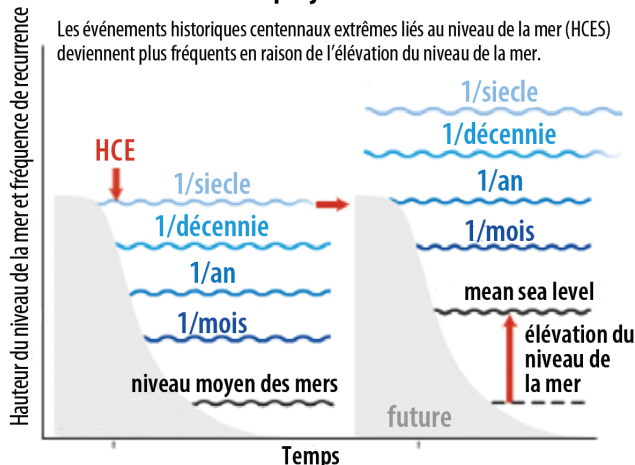 Les événements historiques centennaux extrêmes liés au niveau de la mer (HCES)
deviennent plus fréquents en raison de l'élévation du niveau de la mer.
Hauteur du niveau de la mer et fréquence de recurrence
HCE
1/siecle
1/décennie
1/an
1/mois
niveau moyen des mers
1/siecle
1/décennie
1/an
1/mois
mean sea level
élévation du
niveau de
la mer
future
Temps